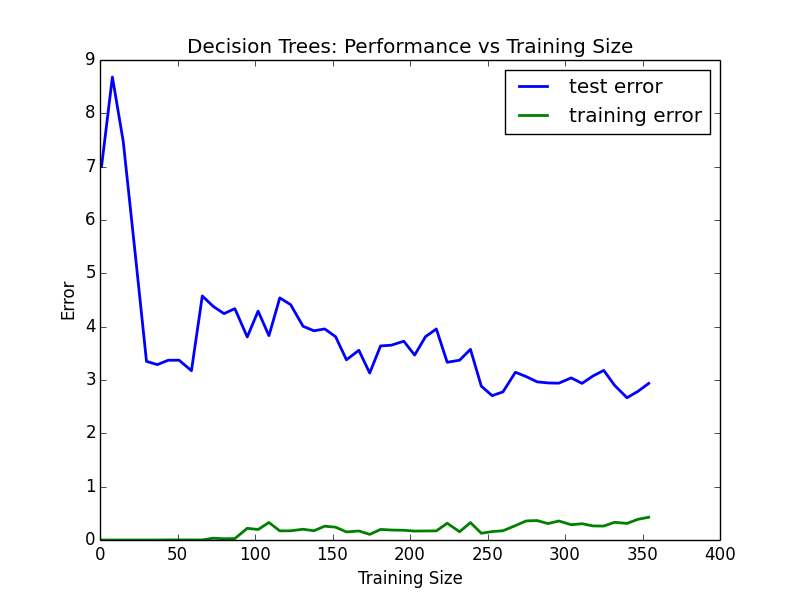 Decision Trees: Performance vs Training Size
9
8
7
6
5
4
3
2
1
0
Error
test error
training error
0 50 100 150 200 250 300 350 400
Training Size